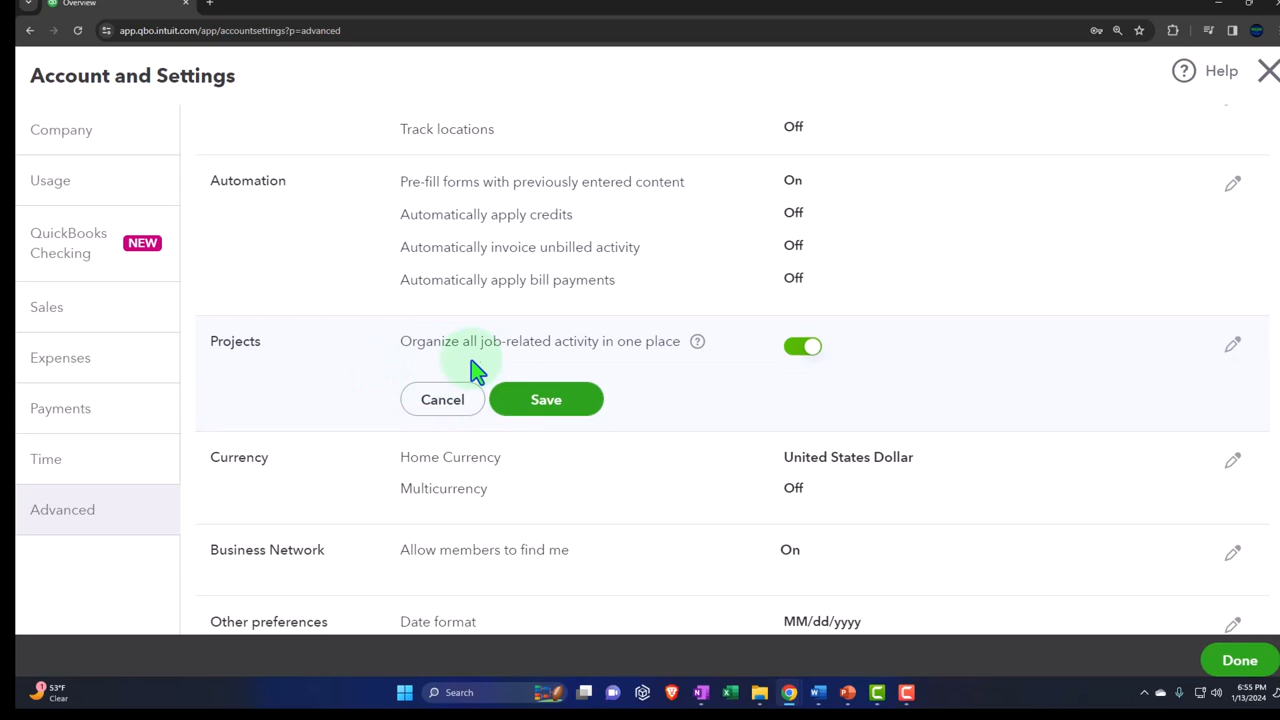 Overview
app.qbo.intuit.com/app/accountsettings?p=advanced
Account and Settings
Help
Company
Usage
QuickBooks
Checking
NEW
Sales
Expenses
Payments
Time
Advanced
Track locations Off
Automation Pre-fill forms with previously entered content On
Automatically apply credits Off
Automatically invoice unbilled activity Off
Automatically apply bill payments Off
Projects Organize all job-related activity in one place
Cancel Save
Currency Home Currency United States Dollar
Multicurrency Off
Business Network Allow members to find me On
Other preferences Date format MM/dd/yyyy
Done
1
53°F
Clear
Search
6:55 PM
1/13/2024